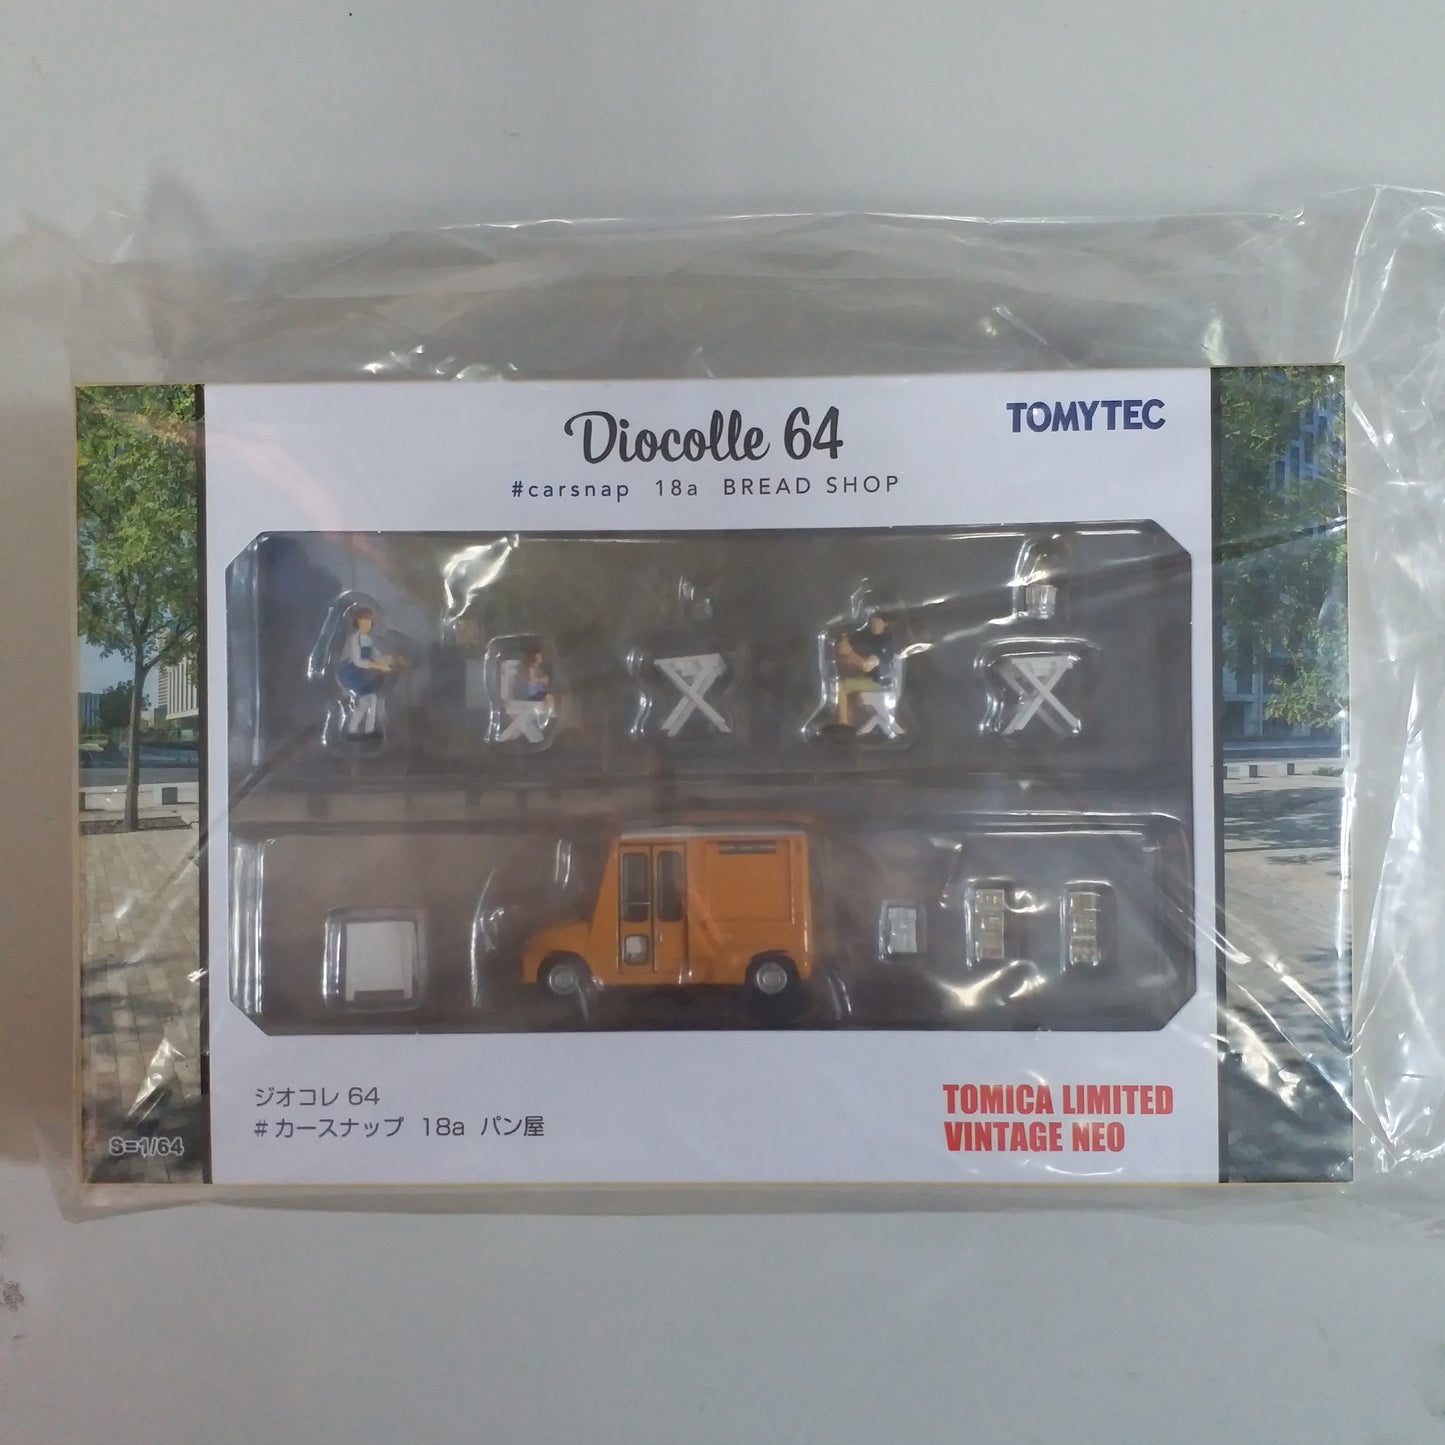 Diocolle 64
TOMYTEC
#carsnap 18a BREAD SHOP
ジオコレ 64
#カースナップ 18a パン屋
S=1/64
TOMICA LIMITED
VINTAGE NEO